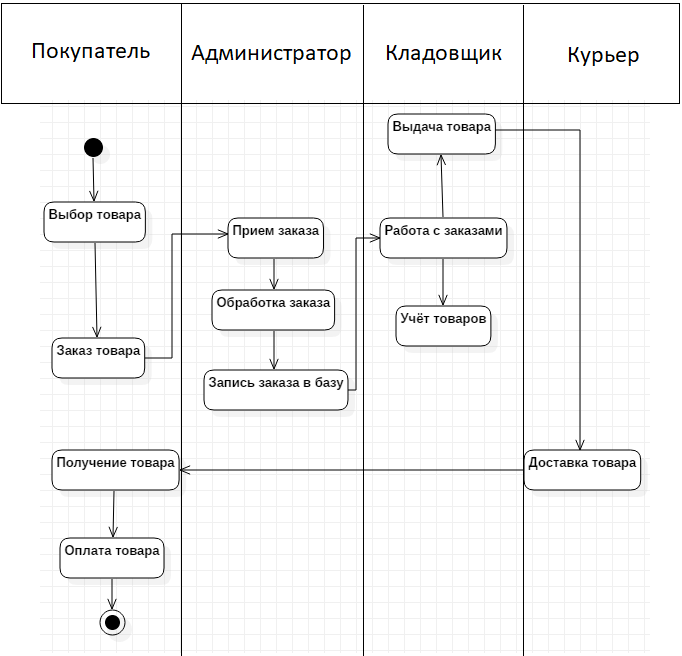 Покупатель
Администратор
Кладовщик
Курьер
Выдача товара
Выбор товара
Прием заказа
Работа с заказами
Обработка заказа
Учёт товаров
Заказ товара
Запись заказа в базу
Получение товара
Доставка товара
Оплата товара